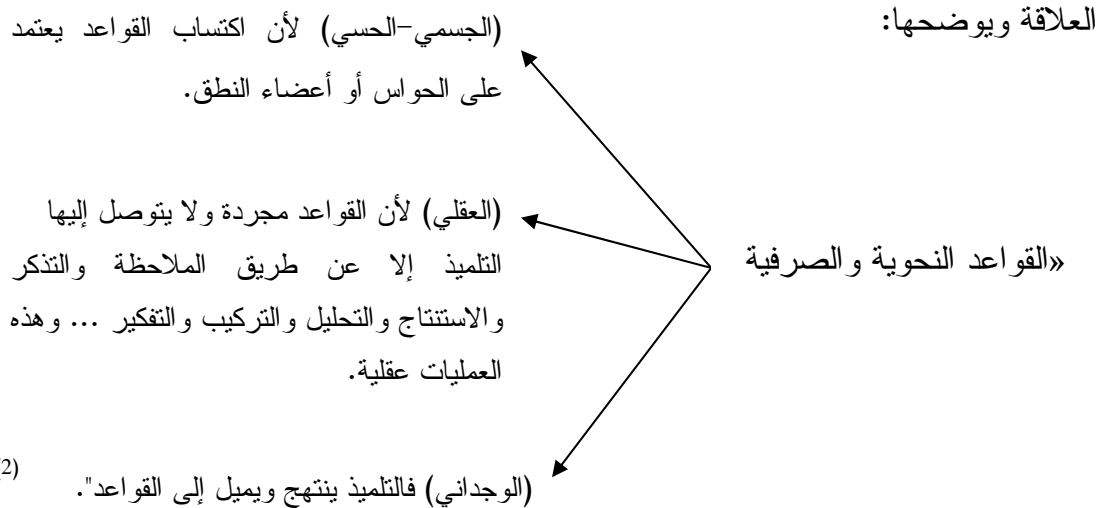 العلاقة ويوضحها:
(الجسمي-الحسي) لأن اكتساب القواعد يعتمد
على الحواس أو أعضاء النطق.
«القواعد النحوية والصرفية
(العقلي) لأن القواعد مجردة ولا يتوصل إليها
التلميذ إلا عن طريق الملاحظة والتذكر
والاستنتاج والتحليل والتركيب والتفكير ... وهذه
العمليات عقلية.
(الوجداني) فالتلميذ ينتهج ويميل إلى القواعد".
2)